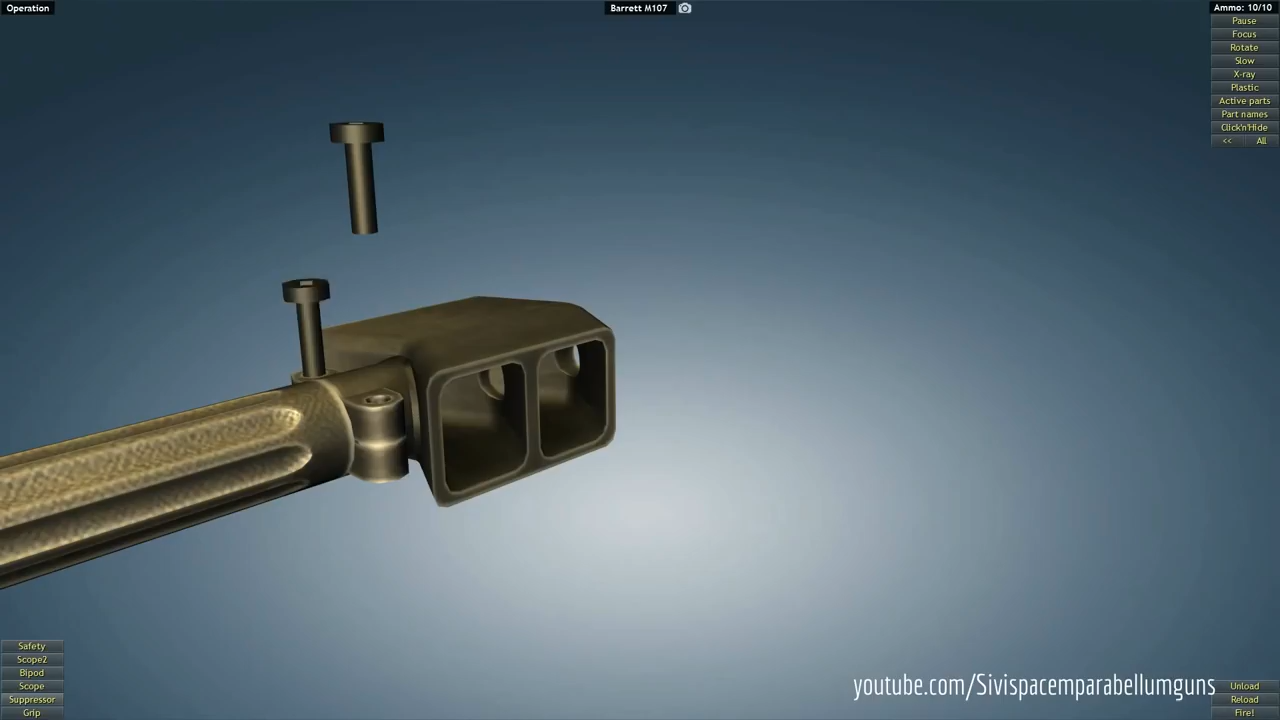 Operation
Barrett M107
Ammo: 10/10
Pause
Focus
Rotate
Slow
X-ray
Plastic
Active parts
Part names
Click'n'Hide
<< All
Safety
Scope2
Bipod
Scope
Suppressor
Grip
youtube.com/Sivispacemparabellumguns
Unload
Reload
Fire!